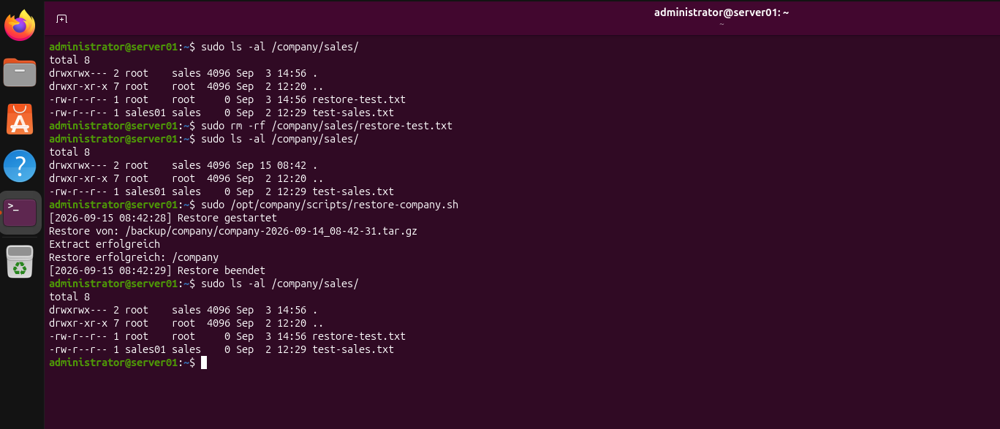 administrator@server01: ~
~
administrator@server01:~$ sudo ls -al /company/sales/
total 8
drwxrwx--- 2 root    sales 4096 Sep  3 14:56 .
drwxr-xr-x 7 root    root  4096 Sep  2 12:20 ..
-rw-r--r-- 1 root    root     0 Sep  3 14:56 restore-test.txt
-rw-r--r-- 1 sales01 sales    0 Sep  2 12:29 test-sales.txt
administrator@server01:~$ sudo rm -rf /company/sales/restore-test.txt
administrator@server01:~$ sudo ls -al /company/sales/
total 8
drwxrwx--- 2 root    sales 4096 Sep 15 08:42 .
drwxr-xr-x 7 root    root  4096 Sep  2 12:20 ..
-rw-r--r-- 1 sales01 sales    0 Sep  2 12:29 test-sales.txt
administrator@server01:~$ sudo /opt/company/scripts/restore-company.sh
[2026-09-15 08:42:28] Restore gestartet
Restore von: /backup/company/company-2026-09-14_08-42-31.tar.gz
Extract erfolgreich
Restore erfolgreich: /company
[2026-09-15 08:42:29] Restore beendet
administrator@server01:~$ sudo ls -al /company/sales/
total 8
drwxrwx--- 2 root    sales 4096 Sep  3 14:56 .
drwxr-xr-x 7 root    root  4096 Sep  2 12:20 ..
-rw-r--r-- 1 root    root     0 Sep  3 14:56 restore-test.txt
-rw-r--r-- 1 sales01 sales    0 Sep  2 12:29 test-sales.txt
administrator@server01:~$